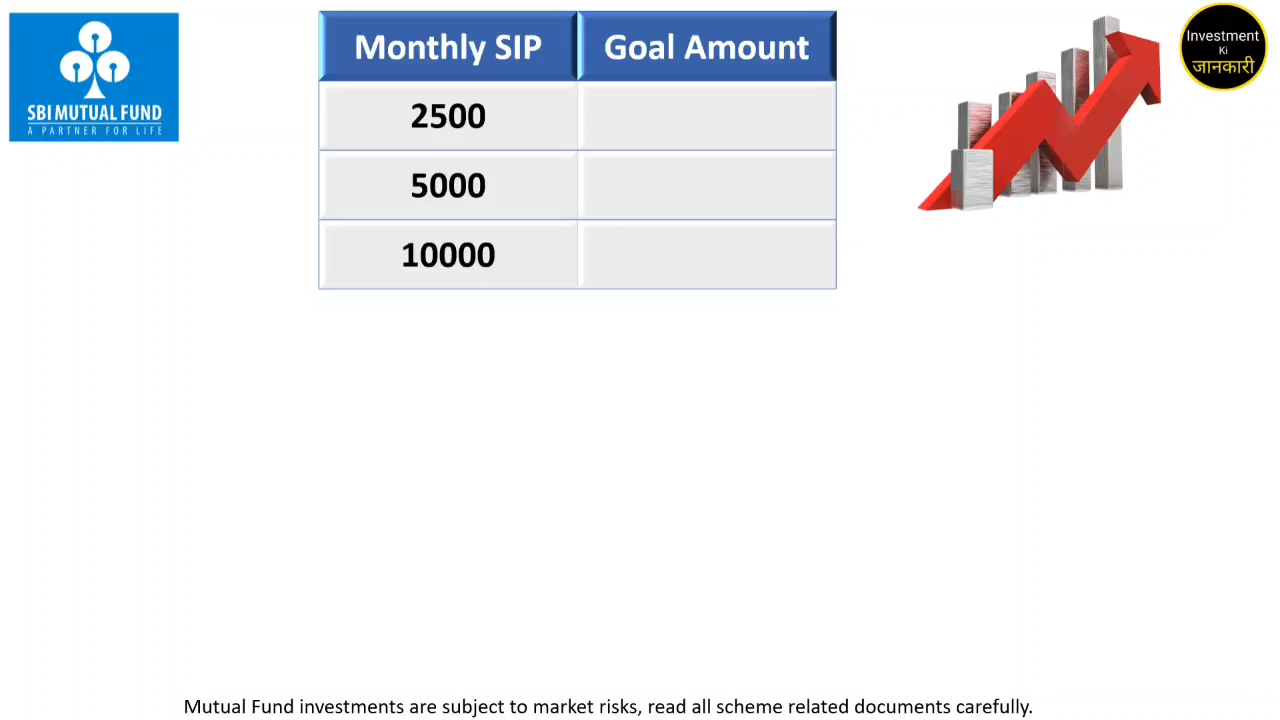 SBI MUTUAL FUND
A PARTNER FOR LIFE
Monthly SIP Goal Amount
2500
5000
10000
Investment
Ki
जानकारी
Mutual Fund investments are subject to market risks, read all scheme related documents carefully.